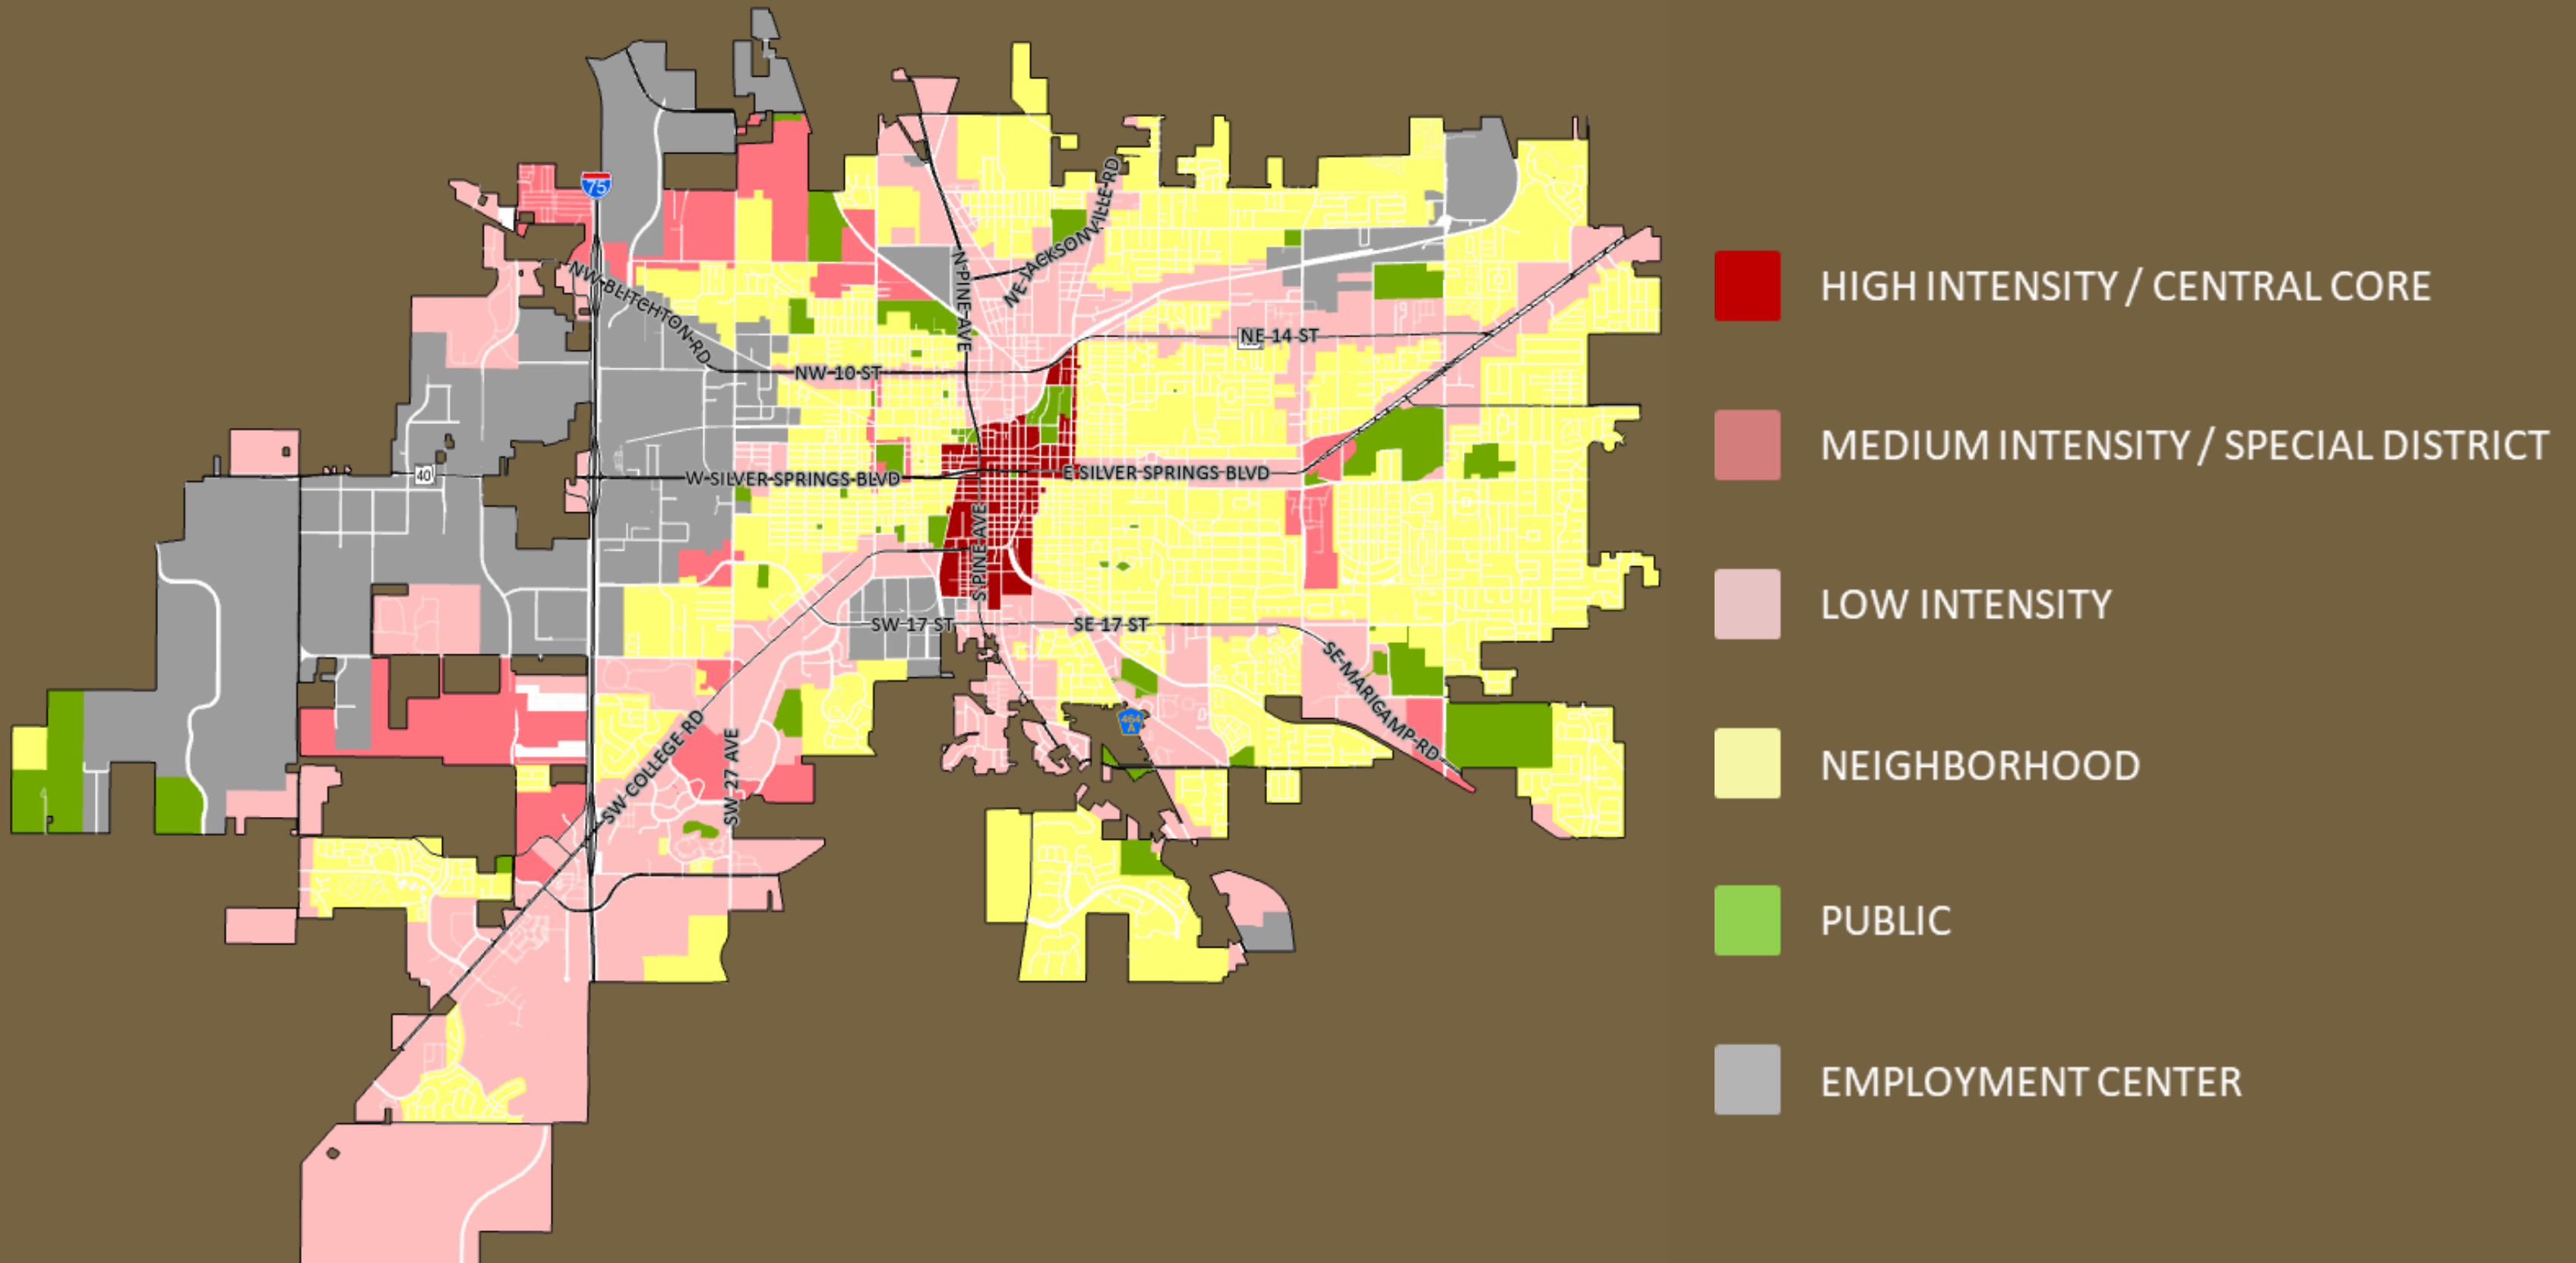 75
NW BLITCHTON RD
N PINE AVE
NE JACKSONVILLE RD
NE 14 ST
NW 10 ST
40
W SILVER SPRINGS BLVD
E SILVER SPRINGS BLVD
S PINE AVE
SW 17 ST
SE 17 ST
SE MARICAMP RD
464
A
SW COLLEGE RD
SW 27 AVE
HIGH INTENSITY / CENTRAL CORE
MEDIUM INTENSITY / SPECIAL DISTRICT
LOW INTENSITY
NEIGHBORHOOD
PUBLIC
EMPLOYMENT CENTER